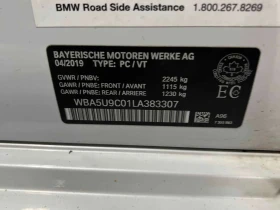 BMW Road Side Assistance 1.800.267.8269
BAYERISCHE MOTOREN WERKE AG
04/2019 TYPE: PC / VT
GVWR / PNBV: 2245 kg
GAWR / PNBE: FRONT / AVANT 1115 kg
GAWR / PNBE: REAR / ARRIERE 1230 kg
WBA5U9C01LA383307
EC
A96